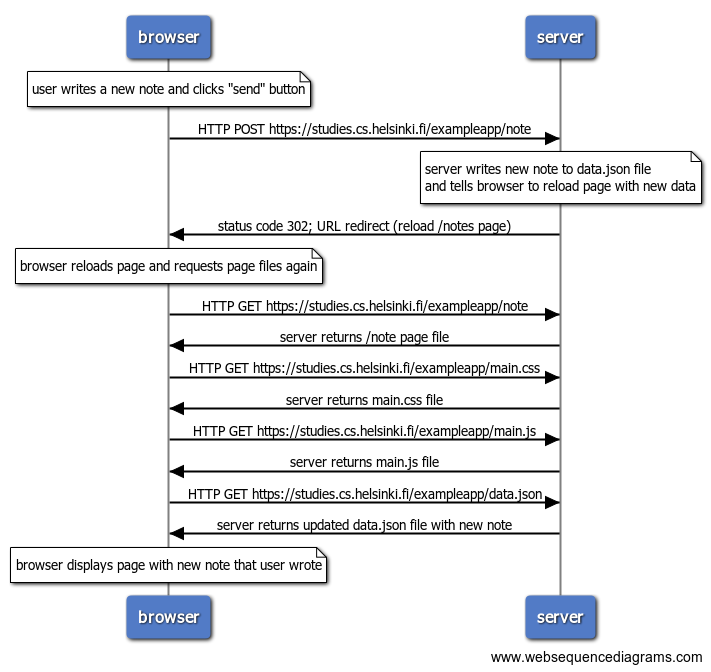 browser
server
user writes a new note and clicks "send" button
HTTP POST https://studies.cs.helsinki.fi/exampleapp/note
server writes new note to data.json file
and tells browser to reload page with new data
status code 302; URL redirect (reload /notes page)
browser reloads page and requests page files again
HTTP GET https://studies.cs.helsinki.fi/exampleapp/note
server returns /note page file
HTTP GET https://studies.cs.helsinki.fi/exampleapp/main.css
server returns main.css file
HTTP GET https://studies.cs.helsinki.fi/exampleapp/main.js
server returns main.js file
HTTP GET https://studies.cs.helsinki.fi/exampleapp/data.json
server returns updated data.json file with new note
browser displays page with new note that user wrote
browser
server
www.websequencediagrams.com